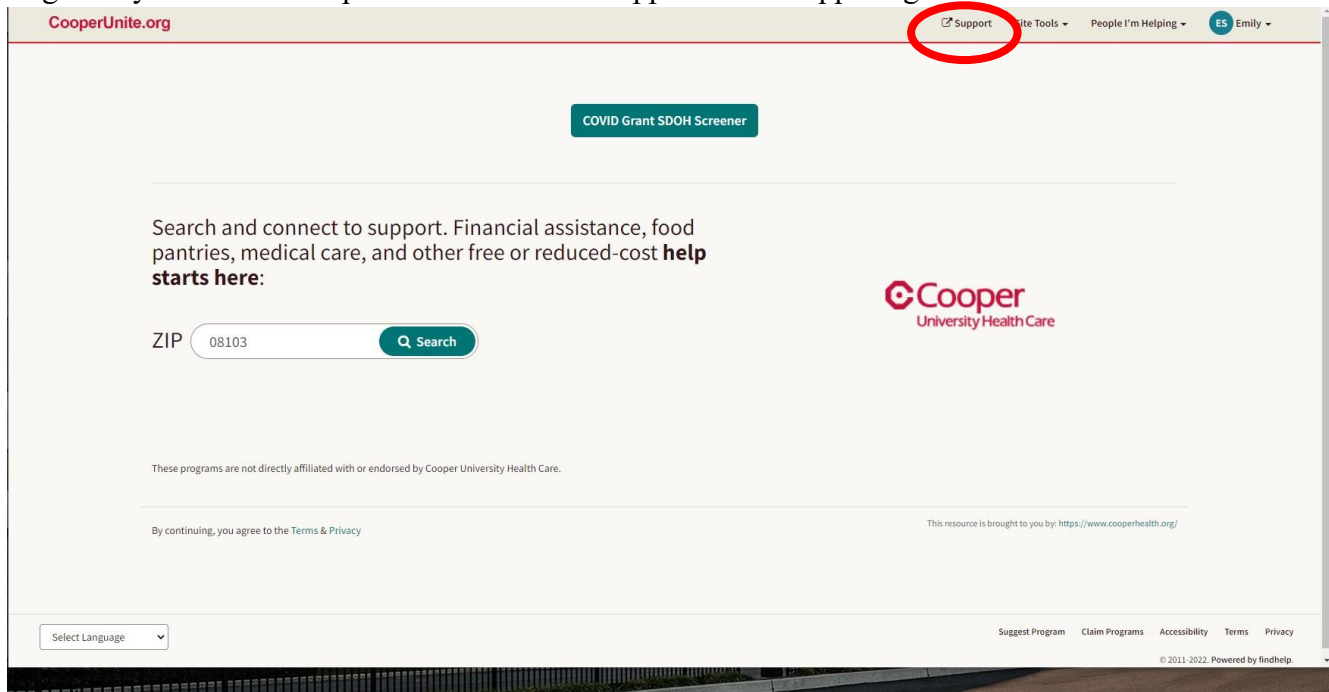 CooperUnite.org
Support
Site Tools
People I'm Helping
ES Emily
COVID Grant SDOH Screener
Search and connect to support. Financial assistance, food
pantries, medical care, and other free or reduced-cost help
starts here:
ZIP 08103 Search
Cooper
University Health Care
These programs are not directly affiliated with or endorsed by Cooper University Health Care.
By continuing, you agree to the Terms & Privacy
This resource is brought to you by: https://www.cooperhealth.org/
Select Language
Suggest Program Claim Programs Accessibility Terms Privacy
© 2011-2022. Powered by findhelp.